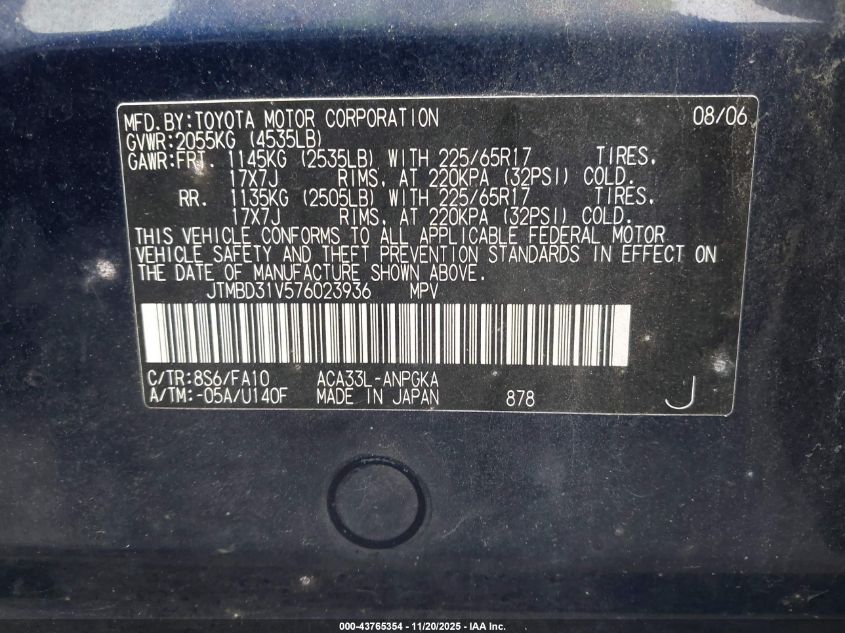 MFD.BY:TOYOTA MOTOR CORPORATION 08/06
GVWR:2055KG (4535LB)
GAWR:FRT. 1145KG (2535LB) WITH 225/65R17 TIRES,
17X7J RIMS, AT 220KPA (32PSI) COLD.
RR. 1135KG (2505LB) WITH 225/65R17 TIRES,
17X7J RIMS, AT 220KPA (32PSI) COLD.
THIS VEHICLE CONFORMS TO ALL APPLICABLE FEDERAL MOTOR
VEHICLE SAFETY AND THEFT PREVENTION STANDARDS IN EFFECT ON
THE DATE OF MANUFACTURE SHOWN ABOVE.
JTMBD31V576023936 MPV
C/TR:8S6/FA10 ACA33L-ANPGKA
A/TM:-05A/U140F MADE IN JAPAN 878 J
000-43765354 - 11/20/2025 - IAA Inc.